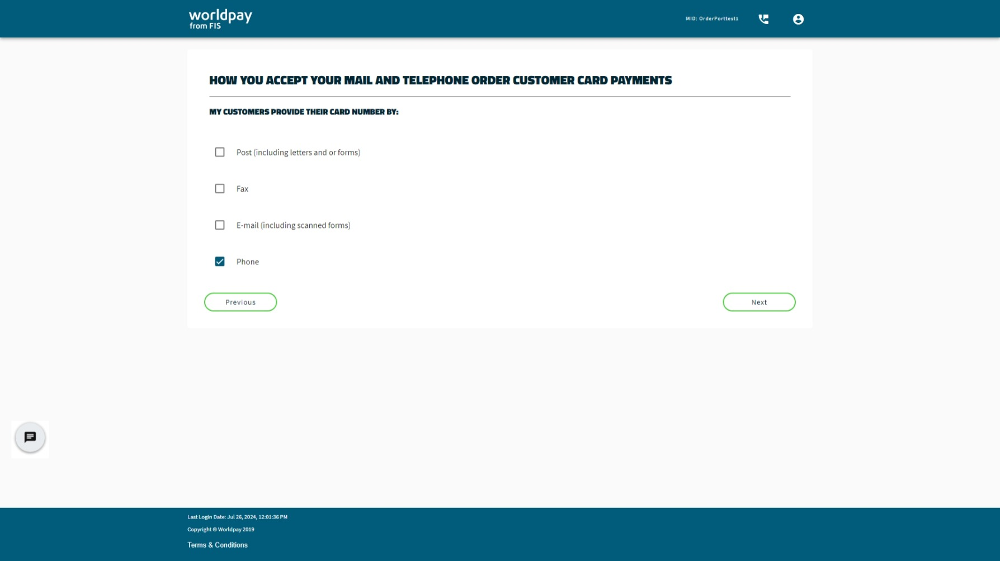 worldpay
from FIS
MID: OrderPorttest1
HOW YOU ACCEPT YOUR MAIL AND TELEPHONE ORDER CUSTOMER CARD PAYMENTS
MY CUSTOMERS PROVIDE THEIR CARD NUMBER BY:
Post (including letters and or forms)
Fax
E-mail (including scanned forms)
Phone
Previous
Next
Last Login Date: Jul 26, 2024, 12:01:36 PM
Copyright © Worldpay 2019
Terms & Conditions